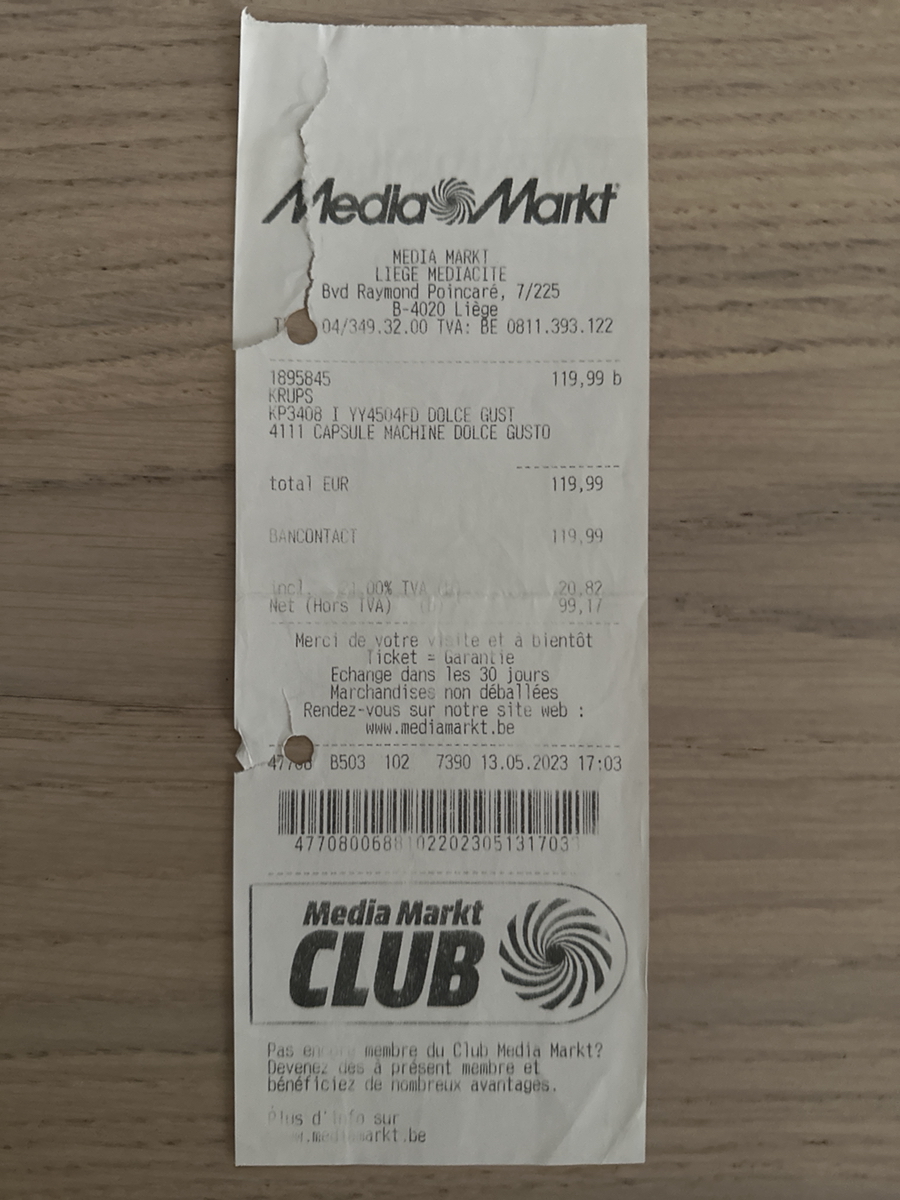 Media Markt
MEDIA MARKT
LIEGE MEDIACITE
Bvd Raymond Poincaré, 7/225
B-4020 Liège
04/349.32.00 TVA: BE 0811.393.122
1895845 119,99 b
KRUPS
KP3408 I YY4504FD DOLCE GUST
4111 CAPSULE MACHINE DOLCE GUSTO
total EUR 119,99
BANCONTACT 119,99
incl. TVA 20,82
Net (Hors TVA) (b) 99,17
Merci de votre visite et à bientôt
Ticket = Garantie
Echange dans les 30 jours
Marchandises non déballées
Rendez-vous sur notre site web :
www.mediamarkt.be
B503 102 7390 13.05.2023 17:03
Media Markt
CLUB
Pas encore membre du Club Media Markt?
Devenez dès à présent membre et
bénéficiez de nombreux avantages.
Plus d'info sur
www.mediamarkt.be